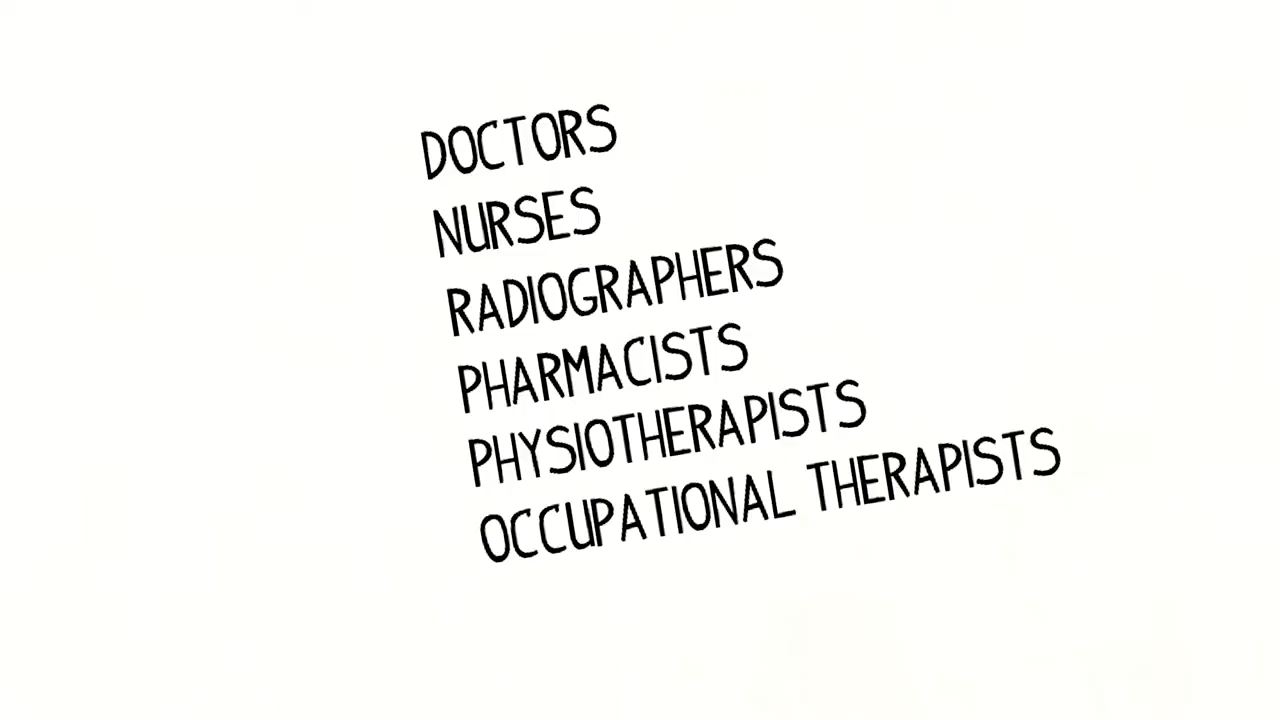 DOCTORS
NURSES
RADIOGRAPHERS
PHARMACISTS
PHYSIOTHERAPISTS
OCCUPATIONAL THERAPISTS